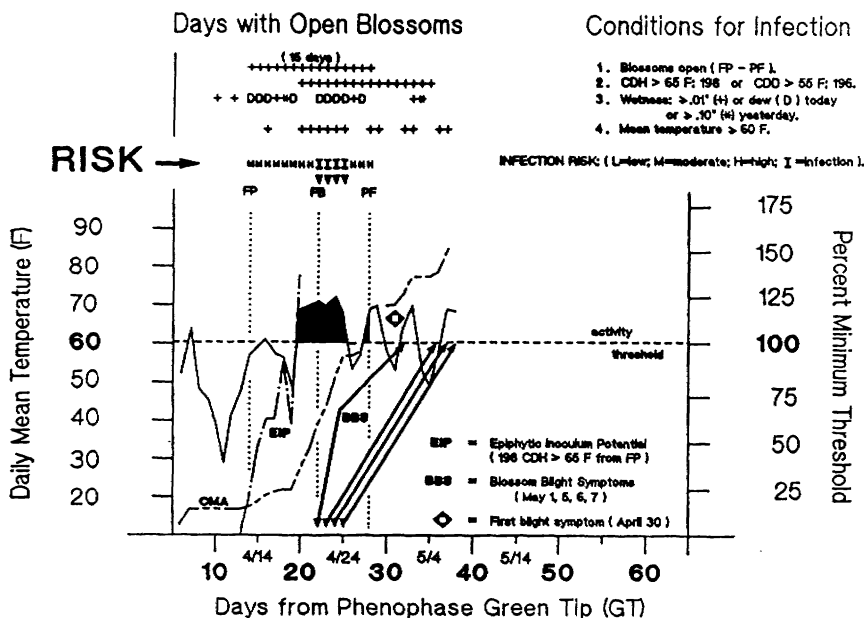 Days with Open Blossoms
Conditions for Infection
( 15 days )
1. Blossoms open ( FP - PF ).
2. CDH > 65 F: 198 or CDD > 55 F: 196.
3. Wetness: >.01" (+) or dew ( D ) today
or > .10" (*) yesterday.
4. Mean temperature > 60 F.
RISK
INFECTION RISK: ( L=low; M=moderate; H=high; I =infection ).
FP
PB
PF
Daily Mean Temperature (F)
90
80
70
60
50
40
30
20
175
150
125
100
75
50
25
Percent Minimum Threshold
activity
threshold
EIP
BBS
CMA
EIP = Epiphytic Inoculum Potential
( 198 CDH > 65 F from FP )
BBS = Blossom Blight Symptoms
( May 1, 5, 6, 7 )
= First blight symptom ( April 30 )
4/14
4/24
5/4
5/14
10 20 30 40 50 60
Days from Phenophase Green Tip (GT)